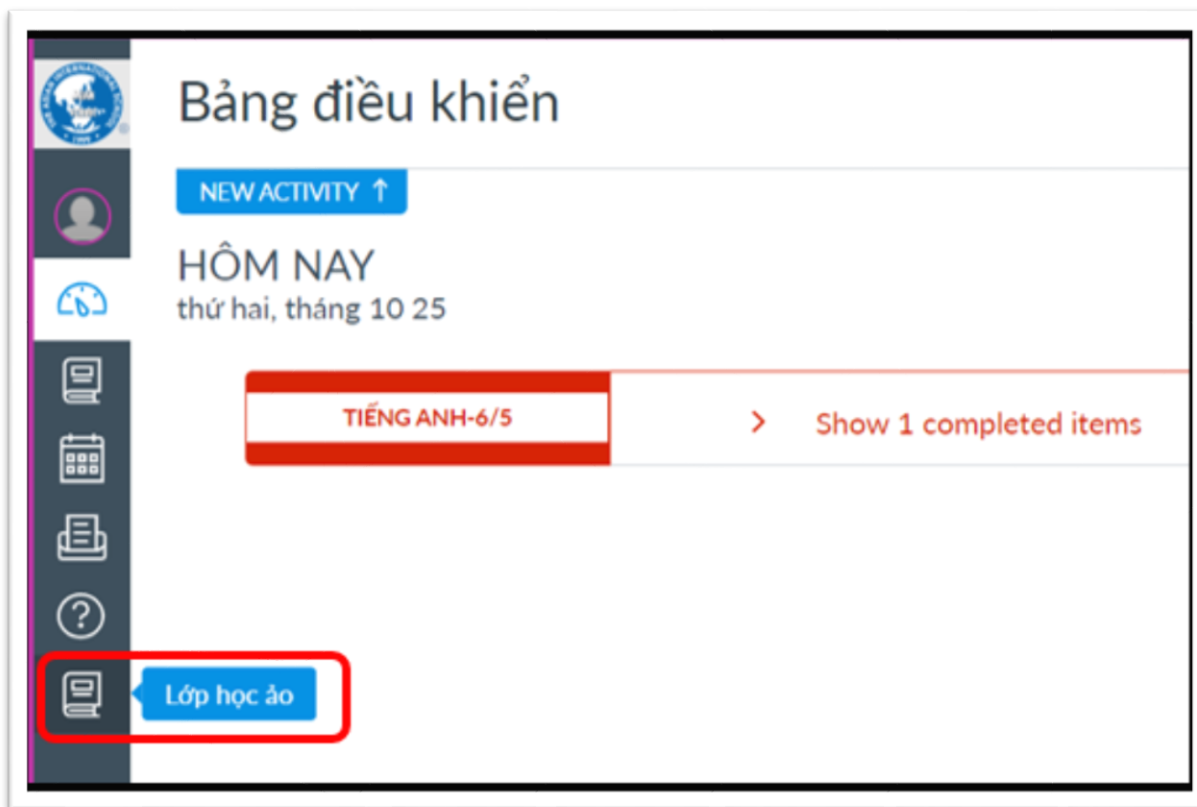 Bảng điều khiển
NEW ACTIVITY ↑
HÔM NAY
thứ hai, tháng 10 25
TIẾNG ANH-6/5
Show 1 completed items
Lớp học ảo